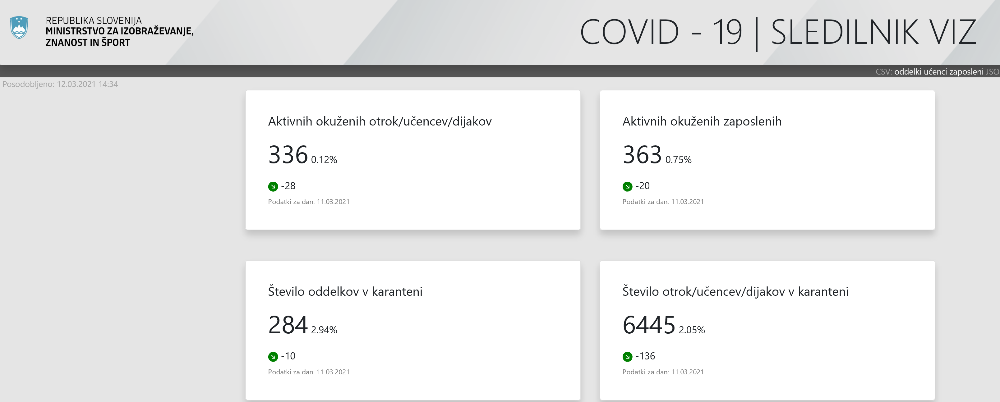 REPUBLIKA SLOVENIJA
MINISTRSTVO ZA IZOBRAŽEVANJE,
ZNANOST IN ŠPORT
COVID - 19 | SLEDILNIK VIZ
CSV: oddelki učenci zaposleni JSO
Posodobljeno: 12.03.2021 14:34
Aktivnih okuženih otrok/učencev/dijakov
336 0.12%
-28
Podatki za dan: 11.03.2021
Aktivnih okuženih zaposlenih
363 0.75%
-20
Podatki za dan: 11.03.2021
Število oddelkov v karanteni
284 2.94%
-10
Podatki za dan: 11.03.2021
Število otrok/učencev/dijakov v karanteni
6445 2.05%
-136
Podatki za dan: 11.03.2021